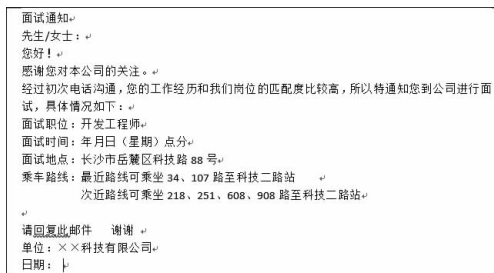 面试通知
先生/女士：
您好！
感谢您对本公司的关注。
经过初次电话沟通，您的工作经历和我们岗位的匹配度比较高，所以特通知您到公司进行面
试，具体情况如下：
面试职位：开发工程师
面试时间：年月日（星期）点分
面试地点：长沙市岳麓区科技路 88 号
乘车路线：最近路线可乘坐 34、107 路至科技二路站
次近路线可乘坐 218、251、608、908 路至科技二路站
请回复此邮件 谢谢
单位：××科技有限公司
日期：